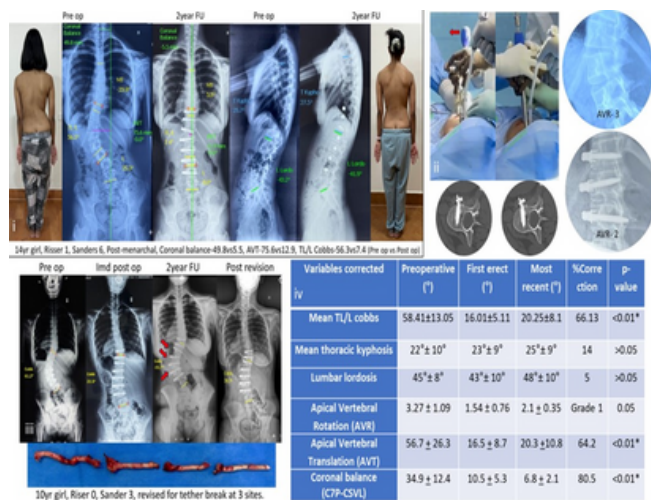 Pre op
2year FU
Pre op
2year FU
Coronal
Balance
Coronal
Balance
ii
AVR-3
AVR-2
i
14yr girl, Risser 1, Sanders 6, Post-menarchal, Coronal balance-49.8vs5.5, AVT-75.6vs12.9, TL/L Cobbs-56.3vs7.4 (Pre op vs Post op)
Pre op
Imd post op
2year FU
Post revision
10yr girl, Riser 0, Sander 3, revised for tether break at 3 sites.
iv
Variables corrected
Preoperative (°)
First erect (°)
Most recent (°)
%Correction
p-value
Mean TL/L cobbs
58.41±13.05
16.01±5.11
20.25±8.1
66.13
<0.01*
Mean thoracic kyphosis
22°± 10°
23°± 9°
25°± 9°
14
>0.05
Lumbar lordosis
45°± 8°
43°± 10°
48°± 10°
5
>0.05
Apical Vertebral Rotation (AVR)
3.27 ± 1.09
1.54 ± 0.76
2.1 ± 0.35
Grade 1
0.05
Apical Vertebral Translation (AVT)
56.7 ± 26.3
16.5 ± 8.7
20.3 ±10.8
64.2
<0.01*
Coronal balance (C7P-CSVL)
34.9 ± 12.4
10.5 ± 5.3
6.8 ± 2.1
80.5
<0.01*